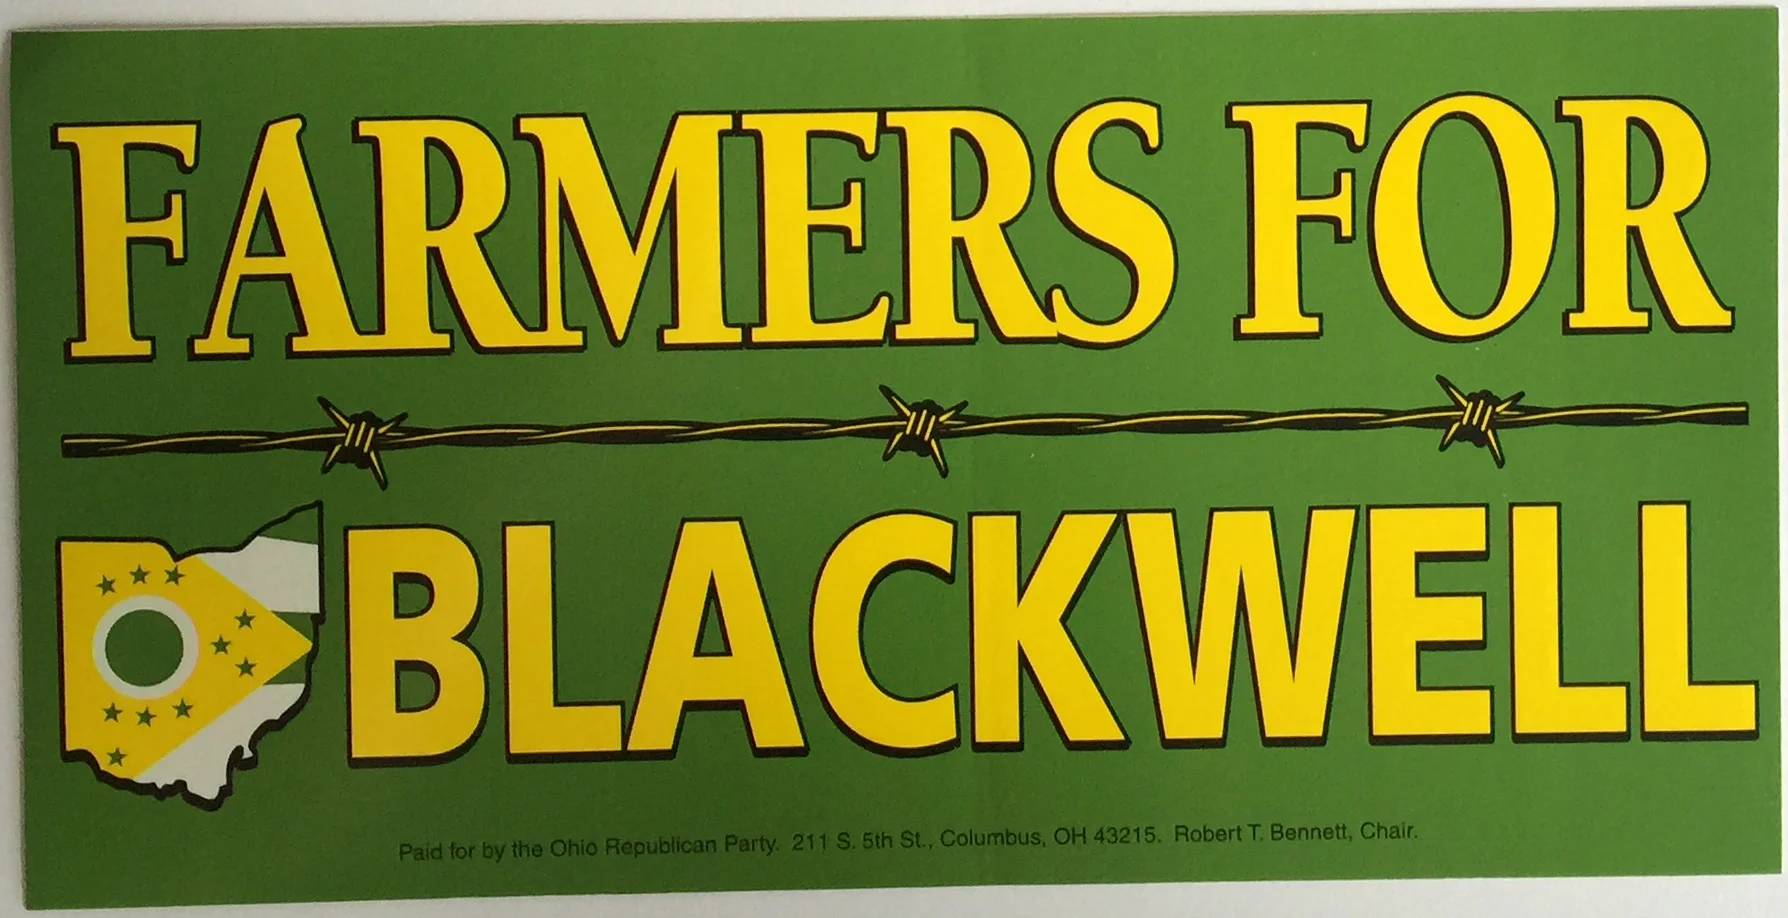 FARMERS FOR
BLACKWELL
Paid for by the Ohio Republican Party. 211 S. 5th St., Columbus, OH 43215. Robert T. Bennett, Chair.